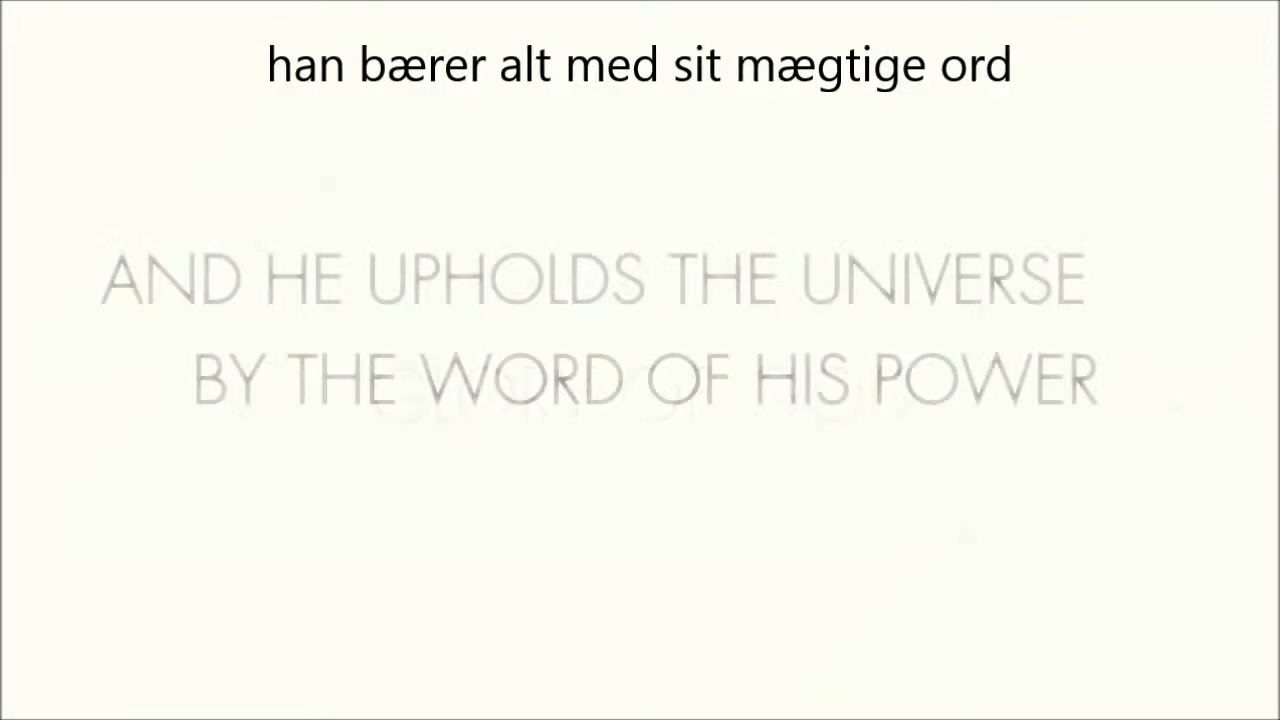 han bærer alt med sit mægtige ord
AND HE UPHOLDS THE UNIVERSE
BY THE WORD OF HIS POWER